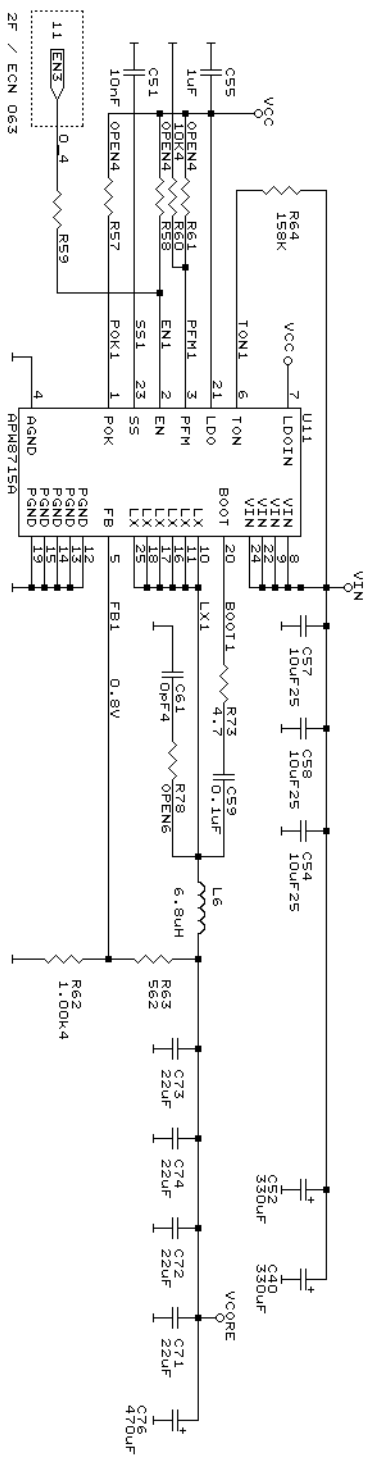 2F / ECN 063
11
EN3
0_4
R59
C51
10nF
C55
1uF
VCC
OPEN4
R57
OPEN4
R58
10K4
R60
OPEN4
R61
R64
158K
VCC
POK1
SS1
EN1
PFM1
TON1
4
1
23
2
3
21
6
7
U11
AGND
POK
SS
EN
PFM
LDO
TON
LDOIN
APW8715A
PGND
PGND
PGND
PGND
PGND
FB
LX
LX
LX
LX
LX
LX
BOOT
VIN
VIN
VIN
VIN
19
15
14
13
12
5
25
18
17
16
11
10
20
24
22
9
8
VIN
FB1
LX1
BOOT1
0.8V
C61
0pF4
R78
OPEN6
R73
4.7
C59
0.1uF
C57
10uF25
C58
10uF25
C54
10uF25
L6
6.8uH
R62
1.00k4
R63
562
C73
22uF
C74
22uF
C72
22uF
C71
22uF
VCORE
C76
470uF
+
C52
330uF
+
C40
330uF
+